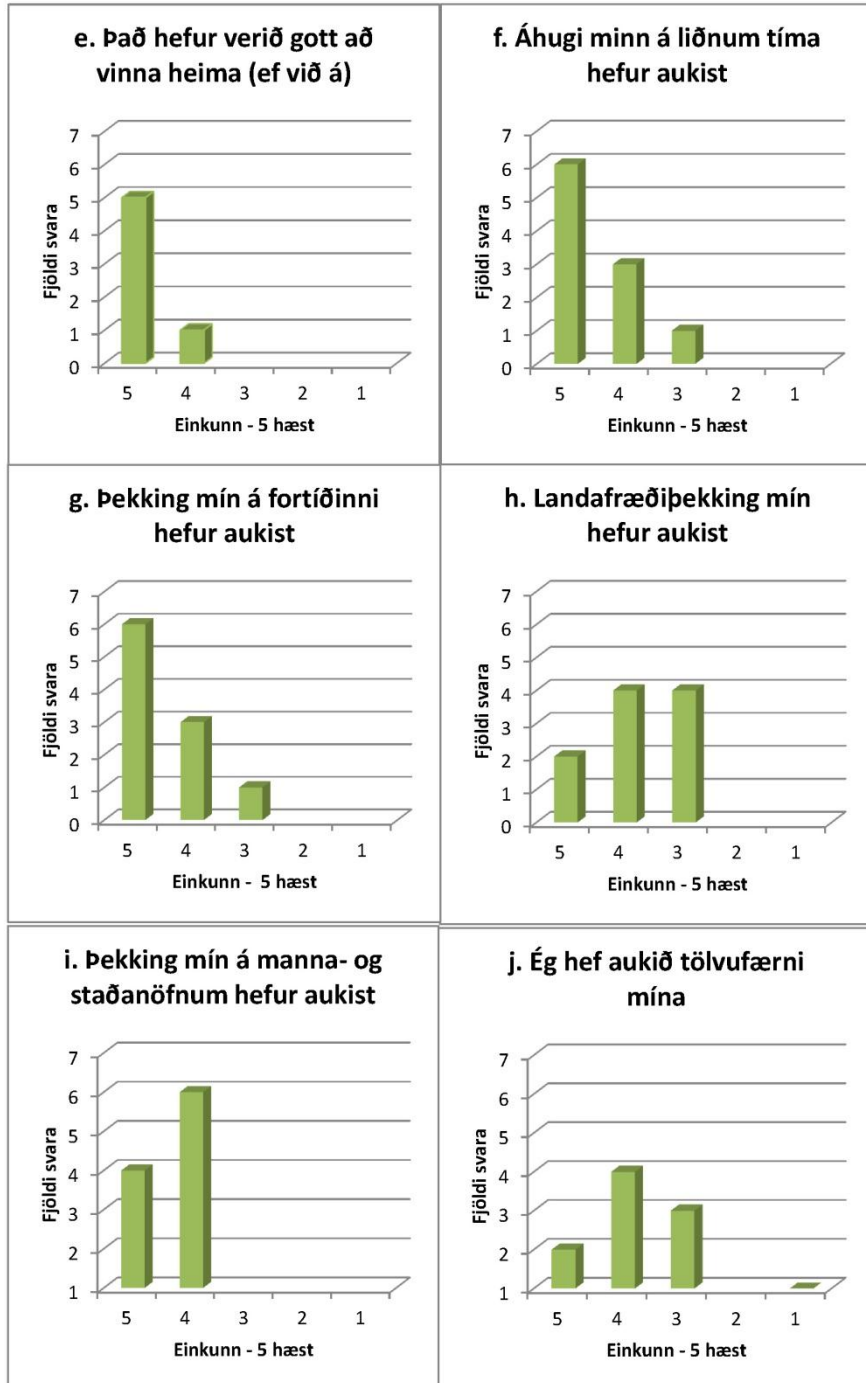 e. Það hefur verið gott að
vinna heima (ef við á)
7
6
5
4
3
2
1
0
Fjöldi svara
5 4 3 2 1
Einkunn - 5 hæst
f. Áhugi minn á liðnum tíma
hefur aukist
7
6
5
4
3
2
1
0
Fjöldi svara
5 4 3 2 1
Einkunn - 5 hæst
g. Þekking mín á fortíðinni
hefur aukist
7
6
5
4
3
2
1
0
Fjöldi svara
5 4 3 2 1
Einkunn - 5 hæst
h. Landafræðiþekking mín
hefur aukist
7
6
5
4
3
2
1
0
Fjöldi svara
5 4 3 2 1
Einkunn - 5 hæst
i. Þekking mín á manna- og
staðanöfnum hefur aukist
7
6
5
4
3
2
1
Fjöldi svara
5 4 3 2 1
Einkunn - 5 hæst
j. Ég hef aukið tölvufærni
mína
7
6
5
4
3
2
1
Fjöldi svara
5 4 3 2 1
Einkunn - 5 hæst